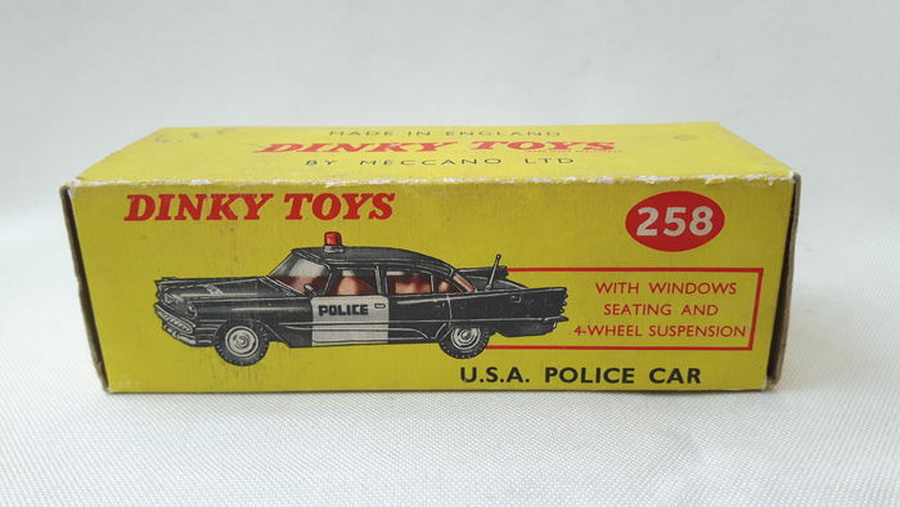 MADE IN ENGLAND
DINKY TOYS
BY MECCANO LTD
DINKY TOYS
258
WITH WINDOWS
SEATING AND
4-WHEEL SUSPENSION
POLICE
U.S.A. POLICE CAR